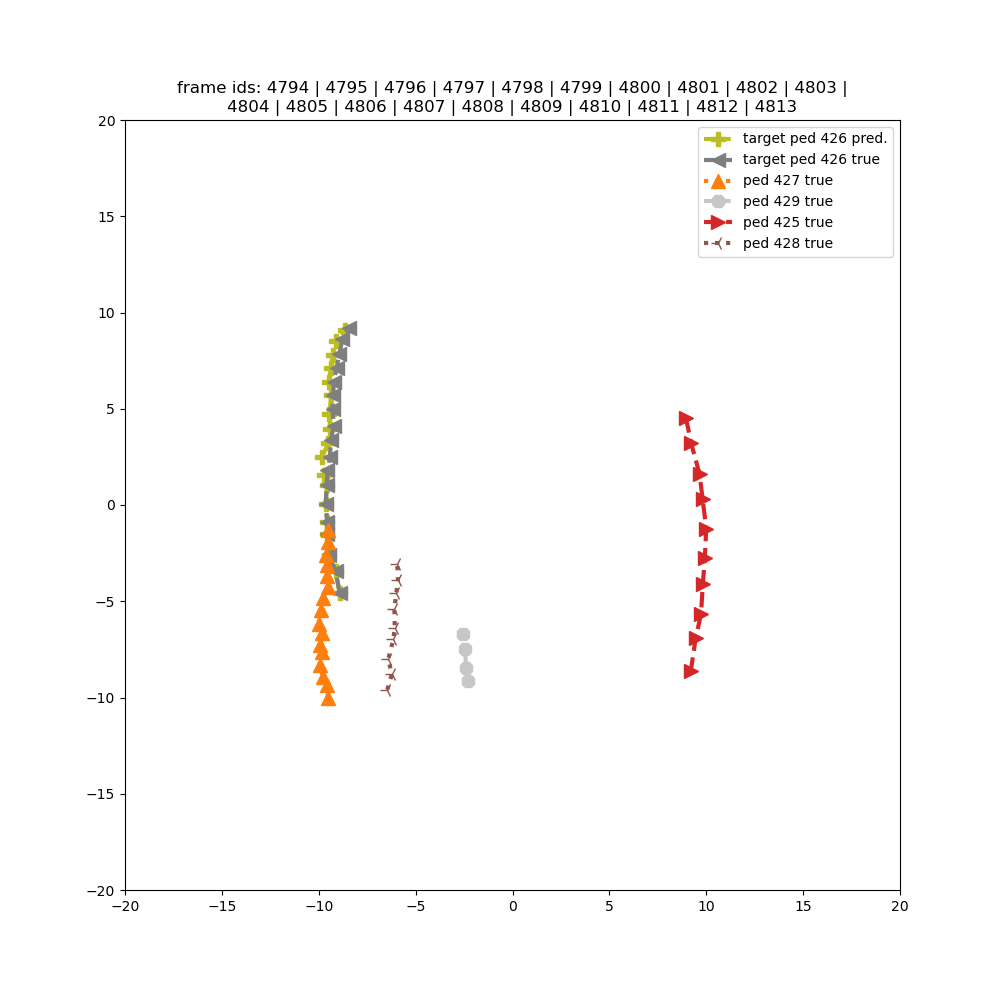 frame ids: 4794 | 4795 | 4796 | 4797 | 4798 | 4799 | 4800 | 4801 | 4802 | 4803 |
4804 | 4805 | 4806 | 4807 | 4808 | 4809 | 4810 | 4811 | 4812 | 4813
20
target ped 426 pred.
target ped 426 true
ped 427 true
ped 429 true
ped 425 true
ped 428 true
15
10
5
0
−5
−10
−15
−20
−20 −15 −10 −5 0 5 10 15 20